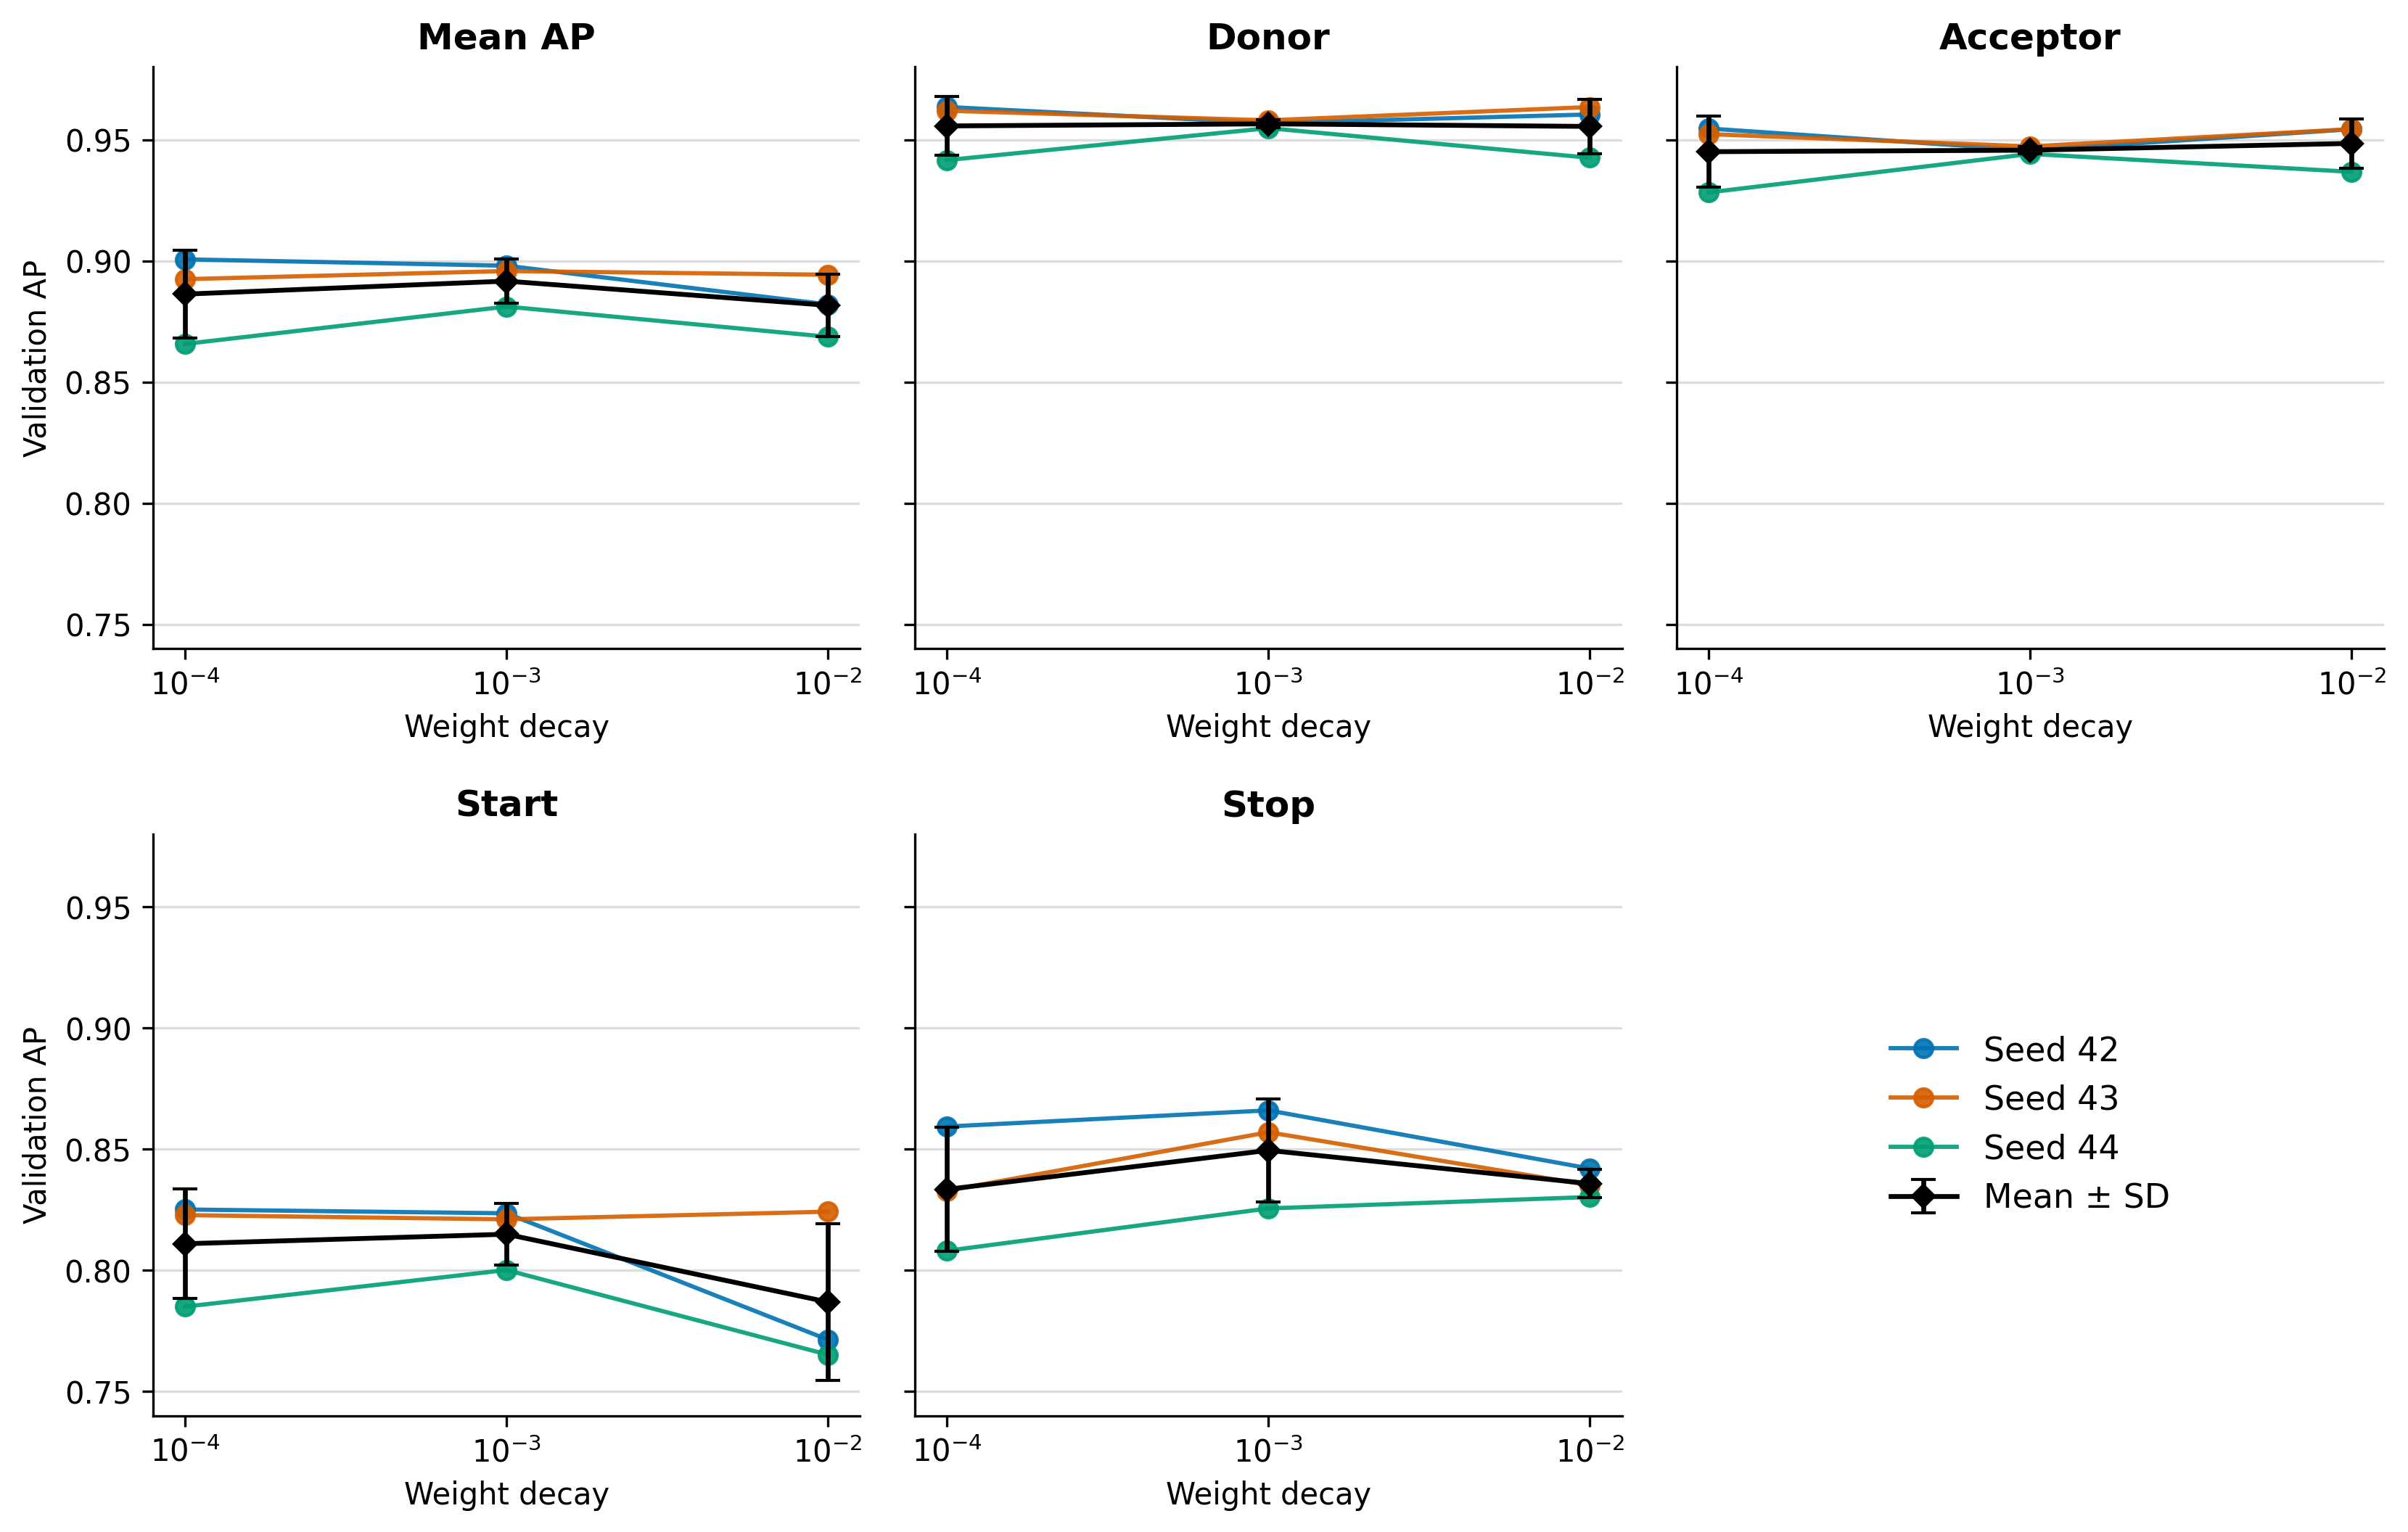 Mean AP
Donor
Acceptor
Validation AP
0.95
0.90
0.85
0.80
0.75
10⁻⁴ 10⁻³ 10⁻²
10⁻⁴ 10⁻³ 10⁻²
10⁻⁴ 10⁻³ 10⁻²
Weight decay
Weight decay
Weight decay
Start
Stop
Validation AP
0.95
0.90
0.85
0.80
0.75
10⁻⁴ 10⁻³ 10⁻²
10⁻⁴ 10⁻³ 10⁻²
Weight decay
Weight decay
Seed 42
Seed 43
Seed 44
Mean ± SD